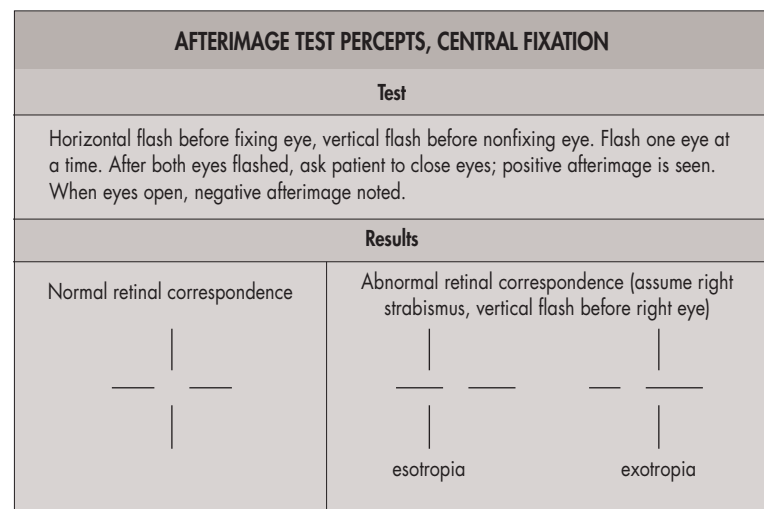 AFTERIMAGE TEST PERCEPTS, CENTRAL FIXATION
Test
Horizontal flash before fixing eye, vertical flash before nonfixing eye. Flash one eye at
a time. After both eyes flashed, ask patient to close eyes; positive afterimage is seen.
When eyes open, negative afterimage noted.
Results
Normal retinal correspondence
Abnormal retinal correspondence (assume right
strabismus, vertical flash before right eye)
esotropia
exotropia